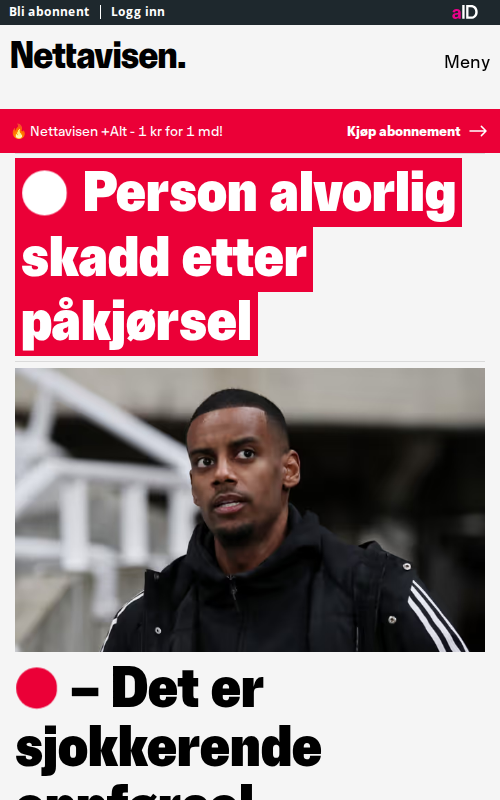 Bli abonnent | Logg inn
aID
Nettavisen.
Meny
🔥 Nettavisen +Alt - 1 kr for 1 md!
Kjøp abonnement →
Person alvorlig
skadd etter
påkjørsel
– Det er
sjokkerende